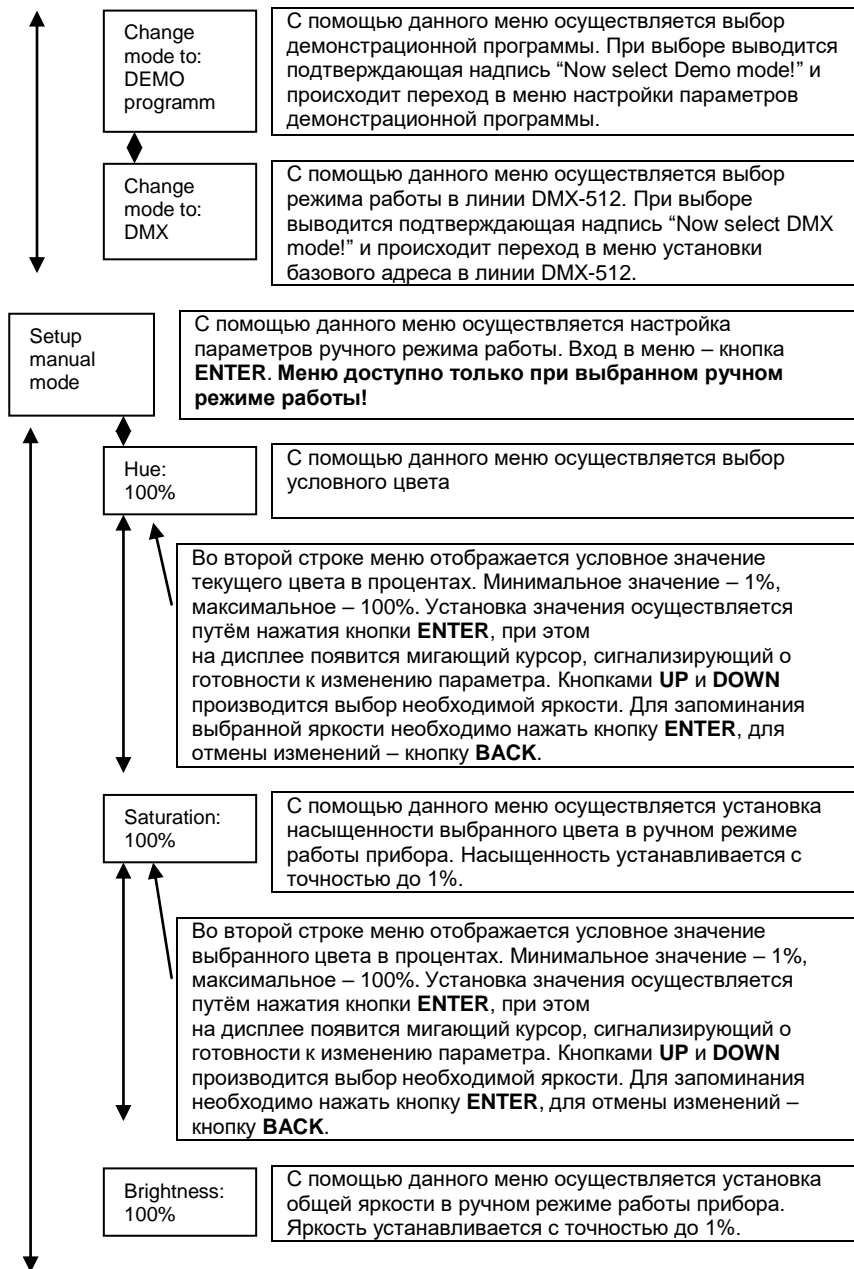 Change
mode to:
DEMO
programm
С помощью данного меню осуществляется выбор
демонстрационной программы. При выборе выводится
подтверждающая надпись “Now select Demo mode!” и
происходит переход в меню настройки параметров
демонстрационной программы.
Change
mode to:
DMX
С помощью данного меню осуществляется выбор
режима работы в линии DMX-512. При выборе
выводится подтверждающая надпись “Now select DMX
mode!” и происходит переход в меню установки
базового адреса в линии DMX-512.
Setup
manual
mode
С помощью данного меню осуществляется настройка
параметров ручного режима работы. Вход в меню – кнопка
ENTER. Меню доступно только при выбранном ручном
режиме работы!
Hue:
100%
С помощью данного меню осуществляется выбор
условного цвета
Во второй строке меню отображается условное значение
текущего цвета в процентах. Минимальное значение – 1%,
максимальное – 100%. Установка значения осуществляется
путём нажатия кнопки ENTER, при этом
на дисплее появится мигающий курсор, сигнализирующий о
готовности к изменению параметра. Кнопками UP и DOWN
производится выбор необходимой яркости. Для запоминания
выбранной яркости необходимо нажать кнопку ENTER, для
отмены изменений – кнопку BACK.
Saturation:
100%
С помощью данного меню осуществляется установка
насыщенности выбранного цвета в ручном режиме
работы прибора. Насыщенность устанавливается с
точностью до 1%.
Во второй строке меню отображается условное значение
выбранного цвета в процентах. Минимальное значение – 1%,
максимальное – 100%. Установка значения осуществляется
путём нажатия кнопки ENTER, при этом
на дисплее появится мигающий курсор, сигнализирующий о
готовности к изменению параметра. Кнопками UP и DOWN
производится выбор необходимой яркости. Для запоминания
необходимо нажать кнопку ENTER, для отмены изменений –
кнопку BACK.
Brightness:
100%
С помощью данного меню осуществляется установка
общей яркости в ручном режиме работы прибора.
Яркость устанавливается с точностью до 1%.